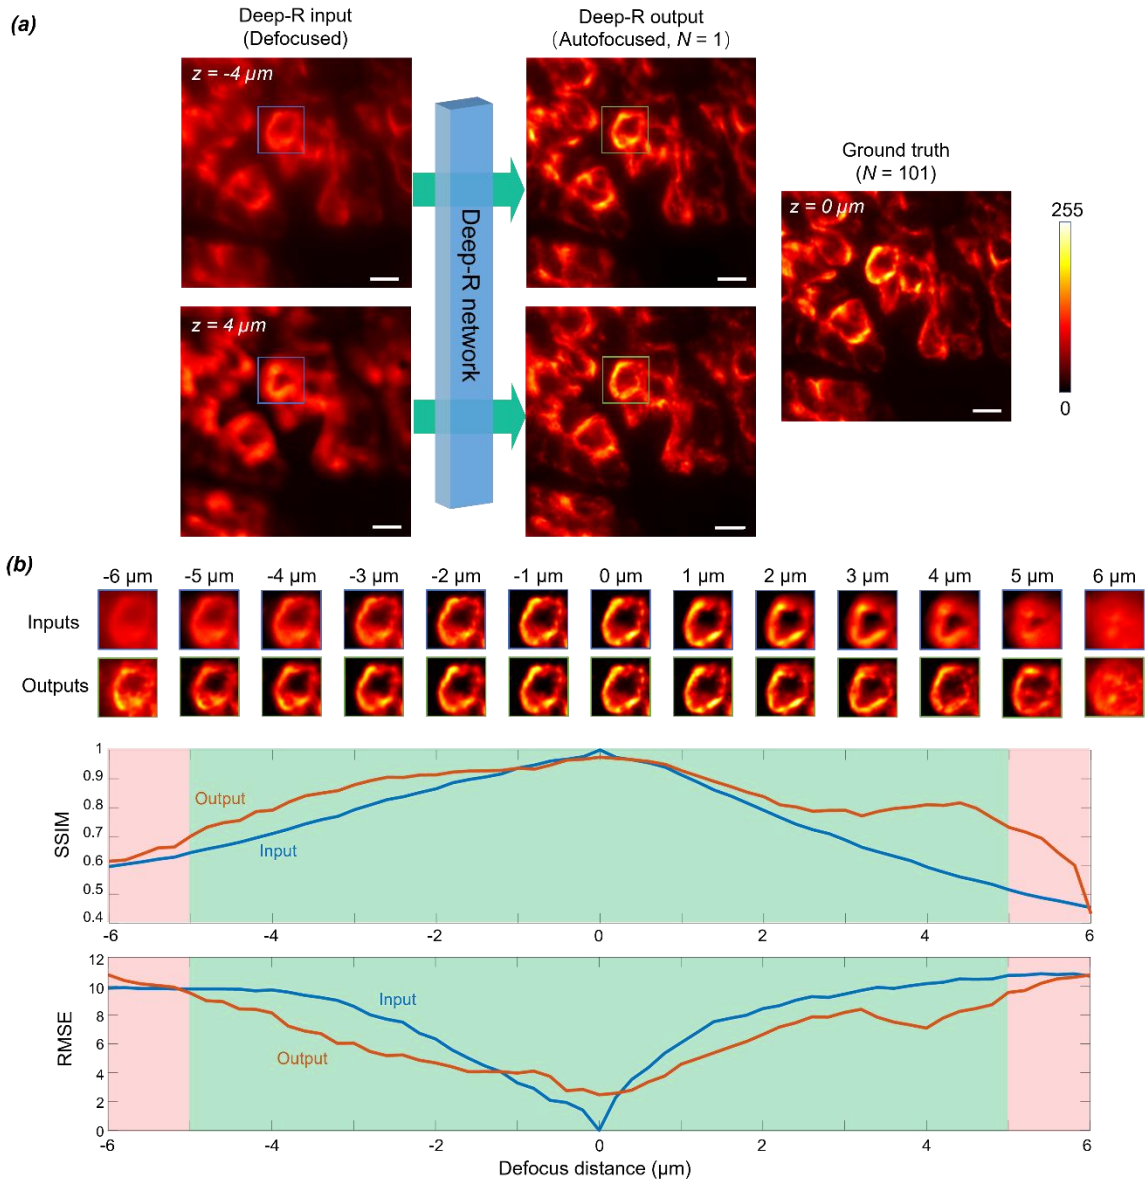 (a)
Deep-R input
(Defocused)
Deep-R output
(Autofocused, N = 1)
z = -4 µm
Ground truth
(N = 101)
z = 0 µm
255
0
Deep-R network
z = 4 µm
(b)
-6 µm -5 µm -4 µm -3 µm -2 µm -1 µm 0 µm 1 µm 2 µm 3 µm 4 µm 5 µm 6 µm
Inputs
Outputs
SSIM
1
0.9
0.8
0.7
0.6
0.5
0.4
Output
Input
-6 -4 -2 0 2 4 6
RMSE
12
10
8
6
4
2
0
Input
Output
-6 -4 -2 0 2 4 6
Defocus distance (µm)